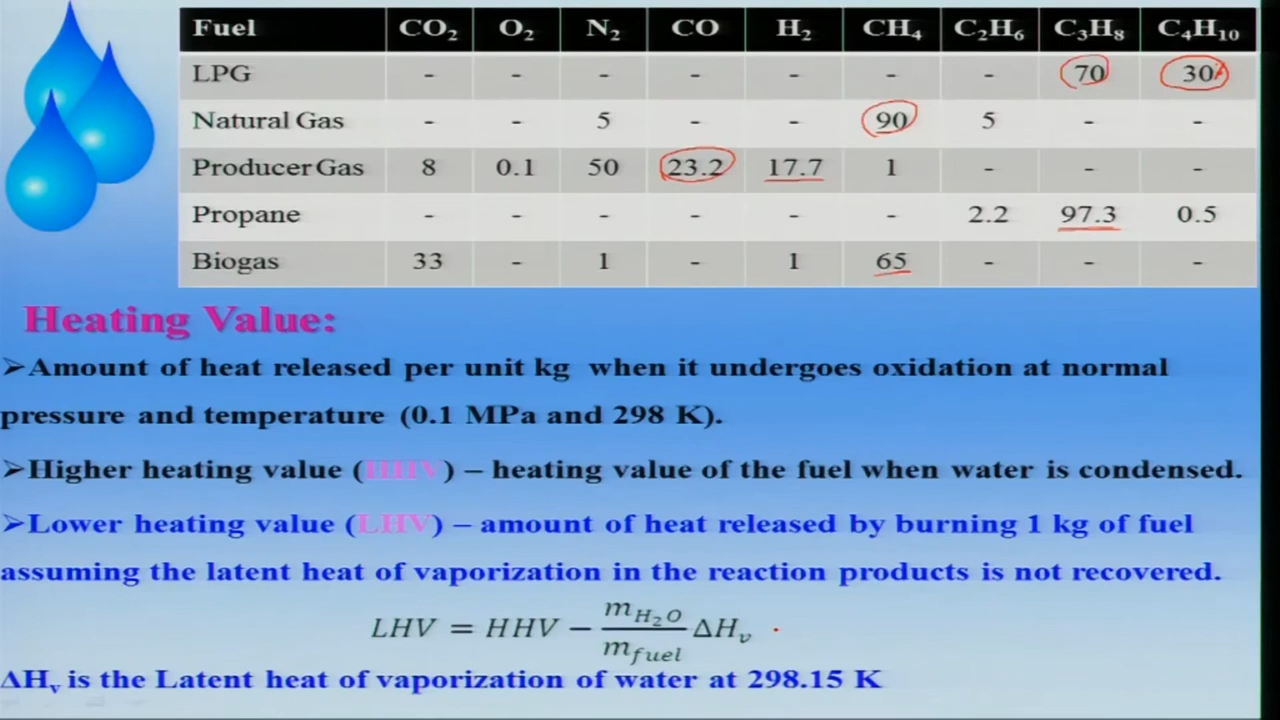 Fuel CO₂ O₂ N₂ CO H₂ CH₄ C₂H₆ C₃H₈ C₄H₁₀
LPG - - - - - - - 70 30
Natural Gas - - 5 - - 90 5 - -
Producer Gas 8 0.1 50 23.2 17.7 1 - - -
Propane - - - - - - 2.2 97.3 0.5
Biogas 33 - 1 - 1 65 - - -
Heating Value:
➢Amount of heat released per unit kg when it undergoes oxidation at normal
pressure and temperature (0.1 MPa and 298 K).
➢Higher heating value (HHV) – heating value of the fuel when water is condensed.
➢Lower heating value (LHV) – amount of heat released by burning 1 kg of fuel
assuming the latent heat of vaporization in the reaction products is not recovered.
LHV = HHV − m_{H₂O}/m_{fuel} ΔH_v
ΔH_v is the Latent heat of vaporization of water at 298.15 K